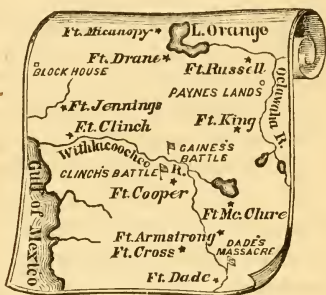 Ft. Micanopy
L. Orange
Ft. Drane
Ft. Russell
BLOCK HOUSE
PAYNES LANDS
Oclawaha R.
Ft. Jennings
Ft. Clinch
Ft. King
Withlacoochee R.
GAINES'S
BATTLE
CLINCH'S BATTLE
Ft. Cooper
Gulf of Mexico
Ft. Mc. Clure
Ft. Armstrong
DADE'S
MASSACRE
Ft. Cross
Ft. Dade